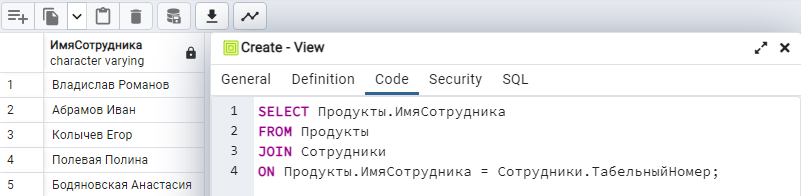 ИмяСотрудника
character varying
1 Владислав Романов
2 Абрамов Иван
3 Колычев Егор
4 Полевая Полина
5 Бодяновская Анастасия
Create - View
General Definition Code Security SQL
1 SELECT Продукты.ИмяСотрудника
2 FROM Продукты
3 JOIN Сотрудники
4 ON Продукты.ИмяСотрудника = Сотрудники.ТабельныйНомер;